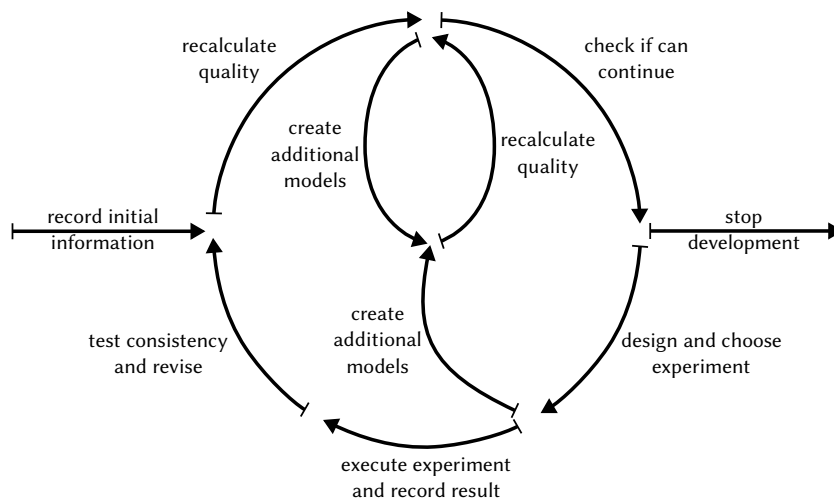 recalculate
quality
check if can
continue
create
additional
models
recalculate
quality
record initial
information
stop
development
test consistency
and revise
create
additional
models
design and choose
experiment
execute experiment
and record result